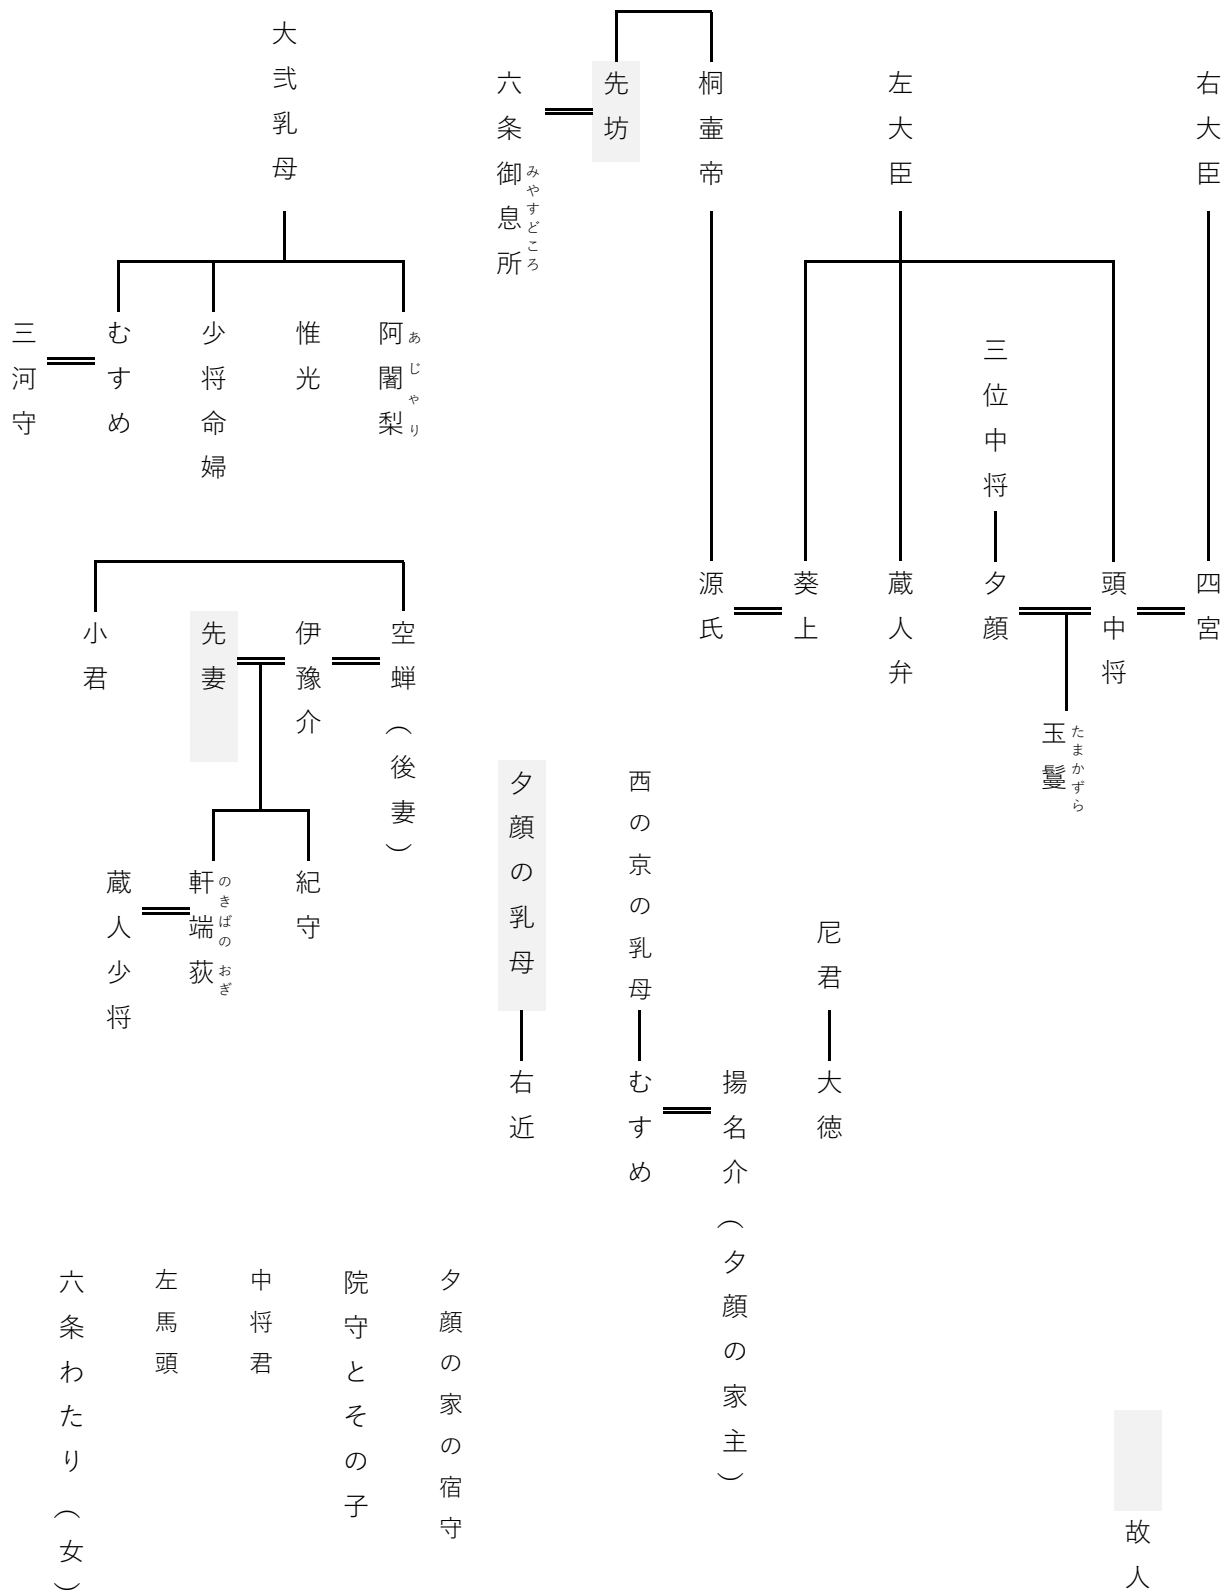 右大臣
左大臣
桐壷帝
先坊
六条御息所
みやすどころ
大弐乳母
三位中将
阿闍梨
あじゃり
惟光
少将命婦
むすめ
三河守
四宮
頭中将
夕顔
蔵人弁
葵上
源氏
玉鬘
たまかずら
空蝉（後妻）
伊豫介
先妻
小君
紀守
軒端荻
のきばの おぎ
蔵人少将
尼君
西の京の乳母
夕顔の乳母
大徳
揚名介（夕顔の家主）
むすめ
右近
夕顔の家の宿守
院守とその子
中将君
左馬頭
六条わたり（女）
故人